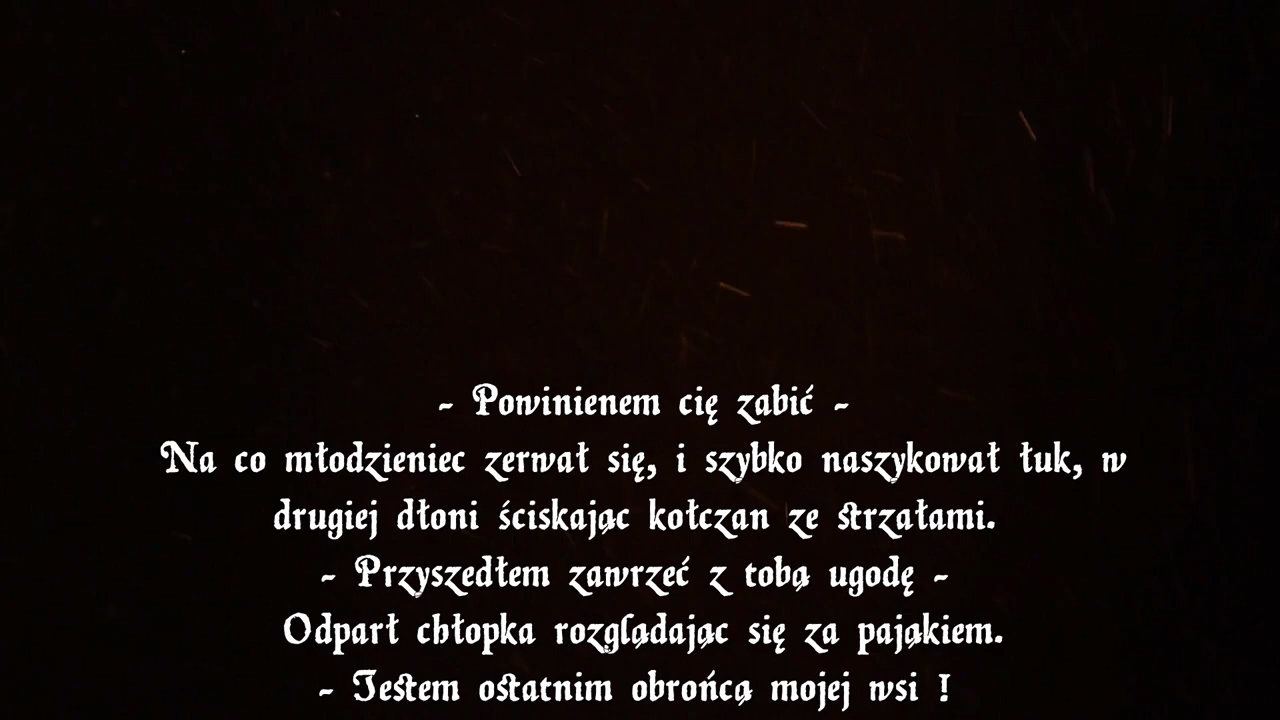 - Powinienem cię zabić -
Na co młodzieniec zerwał się, i szybko naszykował łuk, w
drugiej dłoni ściskając kołczan ze strzałami.
- Przyszedłem zawrzeć z tobą ugodę -
Odparł chłopka rozglądając się za pająkiem.
- Jestem ostatnim obrońcą mojej wsi !